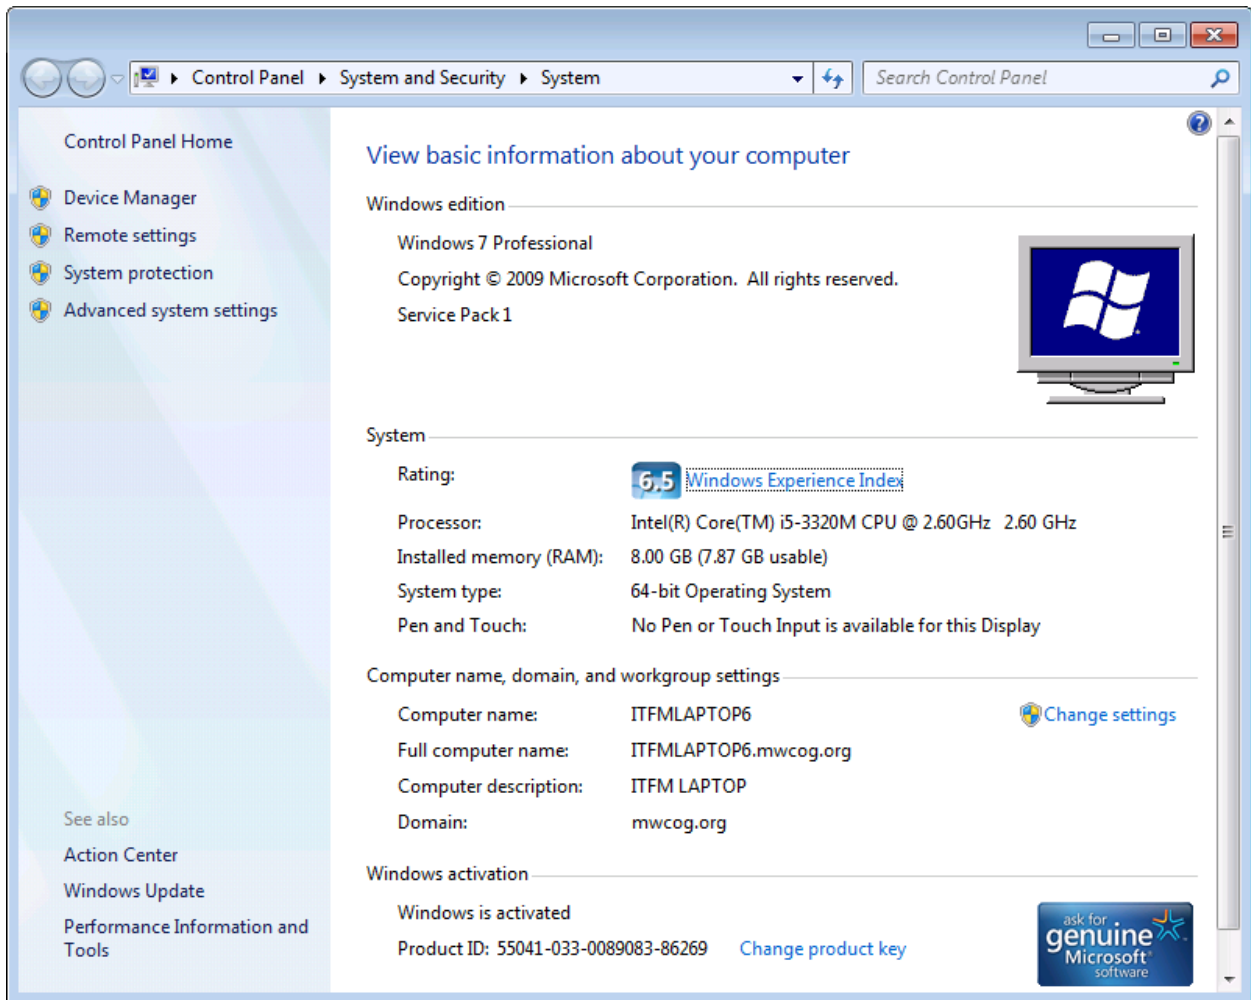 Control Panel ▸ System and Security ▸ System
Search Control Panel
Control Panel Home
Device Manager
Remote settings
System protection
Advanced system settings
See also
Action Center
Windows Update
Performance Information and
Tools
View basic information about your computer
Windows edition
Windows 7 Professional
Copyright © 2009 Microsoft Corporation. All rights reserved.
Service Pack 1
System
Rating: 6.5 Windows Experience Index
Processor: Intel(R) Core(TM) i5-3320M CPU @ 2.60GHz 2.60 GHz
Installed memory (RAM): 8.00 GB (7.87 GB usable)
System type: 64-bit Operating System
Pen and Touch: No Pen or Touch Input is available for this Display
Computer name, domain, and workgroup settings
Computer name: ITFMLAPTOP6 Change settings
Full computer name: ITFMLAPTOP6.mwcog.org
Computer description: ITFM LAPTOP
Domain: mwcog.org
Windows activation
Windows is activated
Product ID: 55041-033-0089083-86269 Change product key
ask for
genuine
Microsoft
software